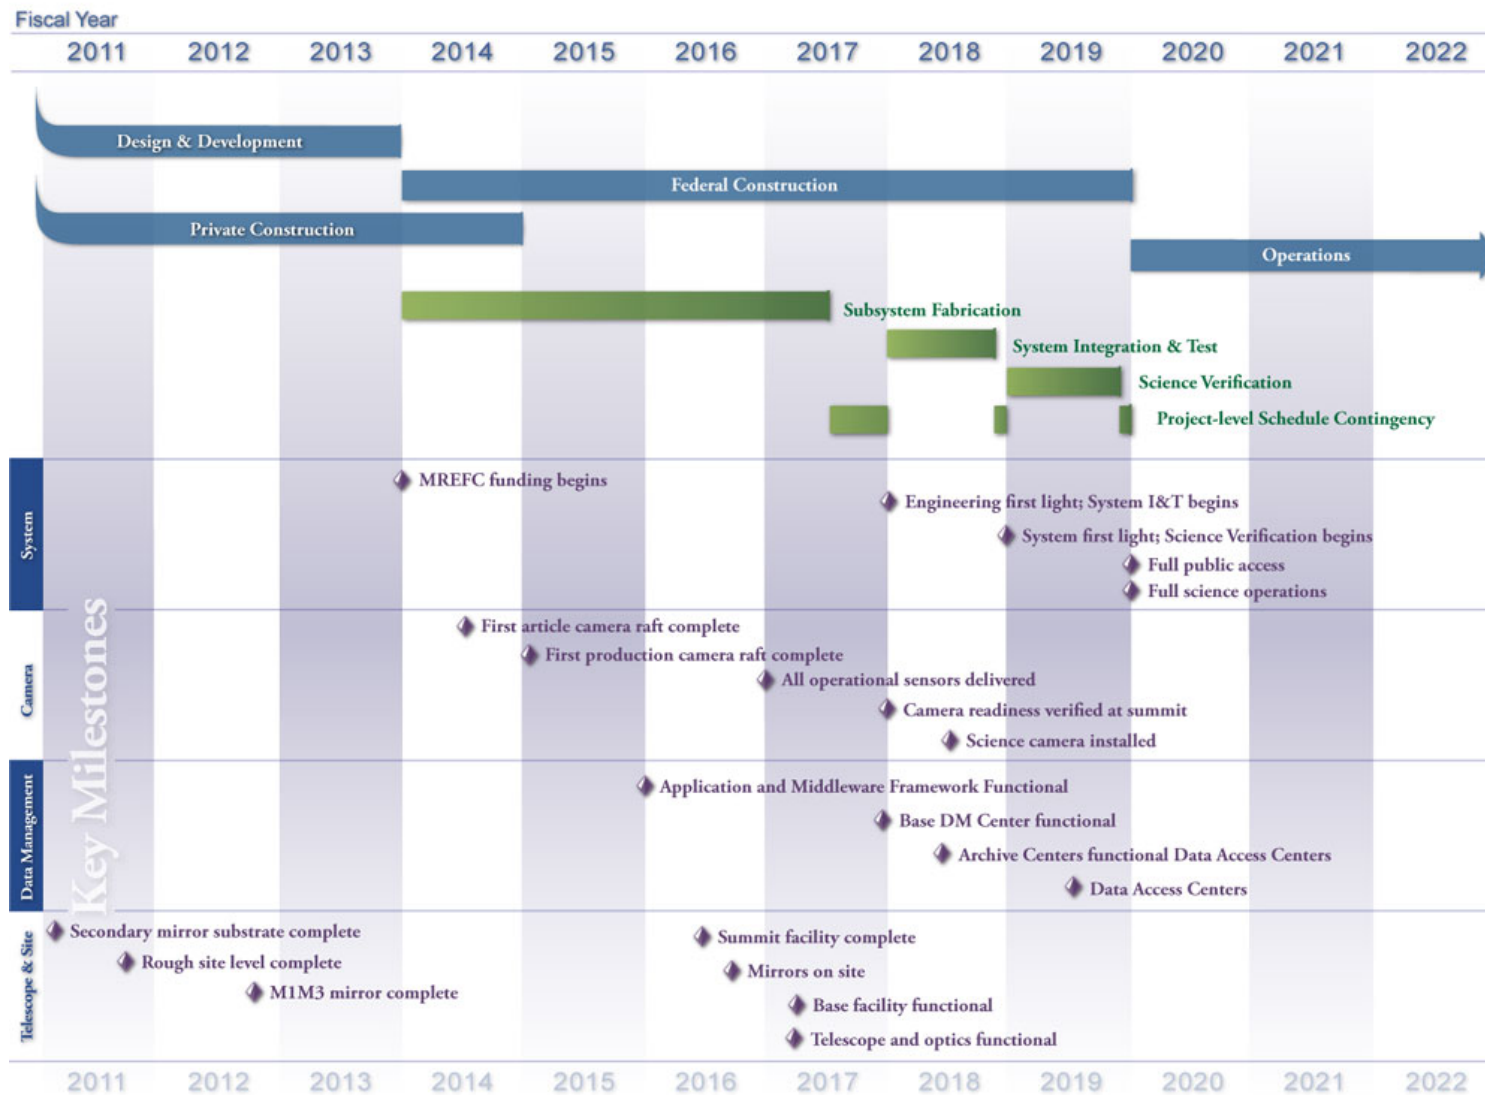 Fiscal Year
2011 2012 2013 2014 2015 2016 2017 2018 2019 2020 2021 2022
Design & Development
Federal Construction
Private Construction
Operations
Subsystem Fabrication
System Integration & Test
Science Verification
Project-level Schedule Contingency
Key Milestones
System
MREFC funding begins
Engineering first light; System I&T begins
System first light; Science Verification begins
Full public access
Full science operations
Camera
First article camera raft complete
First production camera raft complete
All operational sensors delivered
Camera readiness verified at summit
Science camera installed
Data Management
Application and Middleware Framework Functional
Base DM Center functional
Archive Centers functional Data Access Centers
Data Access Centers
Telescope & Site
Secondary mirror substrate complete
Rough site level complete
M1M3 mirror complete
Summit facility complete
Mirrors on site
Base facility functional
Telescope and optics functional
2011 2012 2013 2014 2015 2016 2017 2018 2019 2020 2021 2022